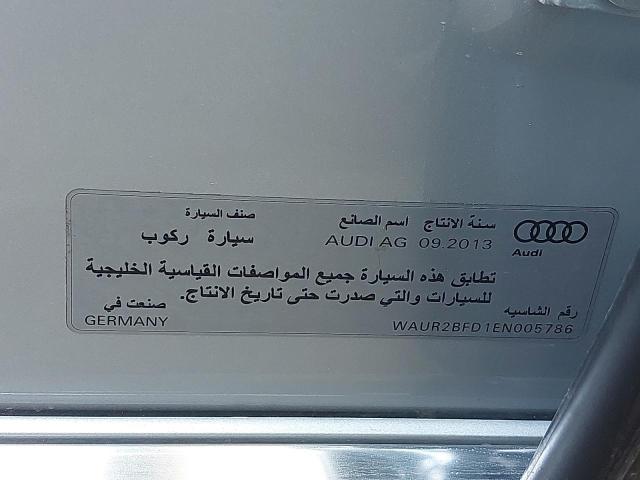 Audi
سنة الانتاج اسم الصانع صنف السيارة
AUDI AG 09.2013 سيارة ركوب
تطابق هذه السيارة جميع المواصفات القياسية الخليجية
للسيارات والتي صدرت حتى تاريخ الانتاج.
رقم الشاسيه صنعت في
WAUR2BFD1EN005786 GERMANY